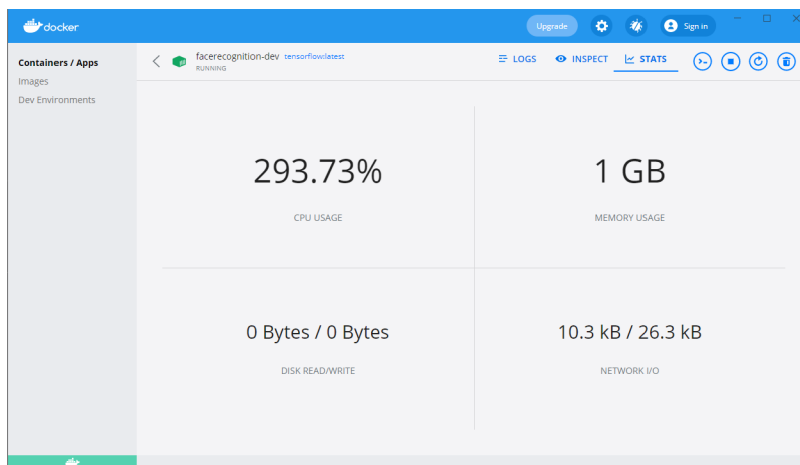 docker
Upgrade
Sign in
Containers / Apps
Images
Dev Environments
facerecognition-dev tensorflow:latest
RUNNING
LOGS
INSPECT
STATS
293.73%
CPU USAGE
1 GB
MEMORY USAGE
0 Bytes / 0 Bytes
DISK READ/WRITE
10.3 kB / 26.3 kB
NETWORK I/O